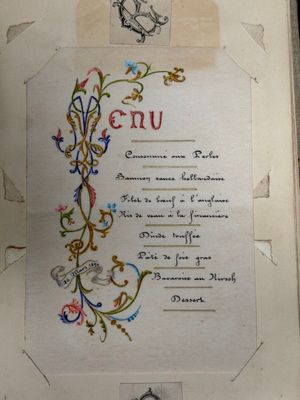 MENU
Consommé aux Perles
Saumon sauce hollandaise
Filet de bœuf à l'anglaise
Ris de veau à la financière
Dinde truffée
Pâté de foie gras
Bavaroise au Kirsch
Dessert